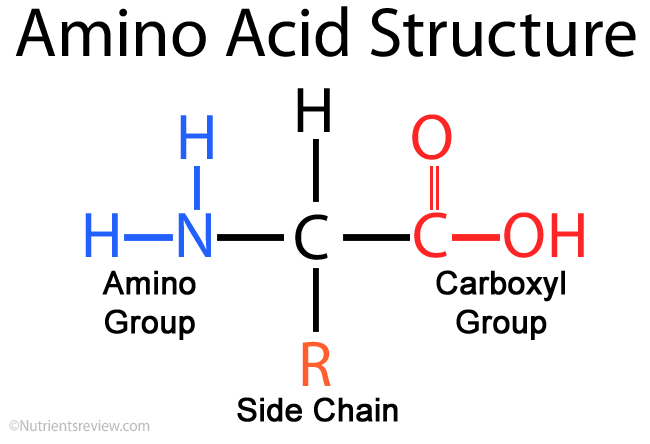 Amino Acid Structure
H
H
O
H N C C OH
Amino
Group
Carboxyl
Group
R
Side Chain
©Nutrientsreview.com